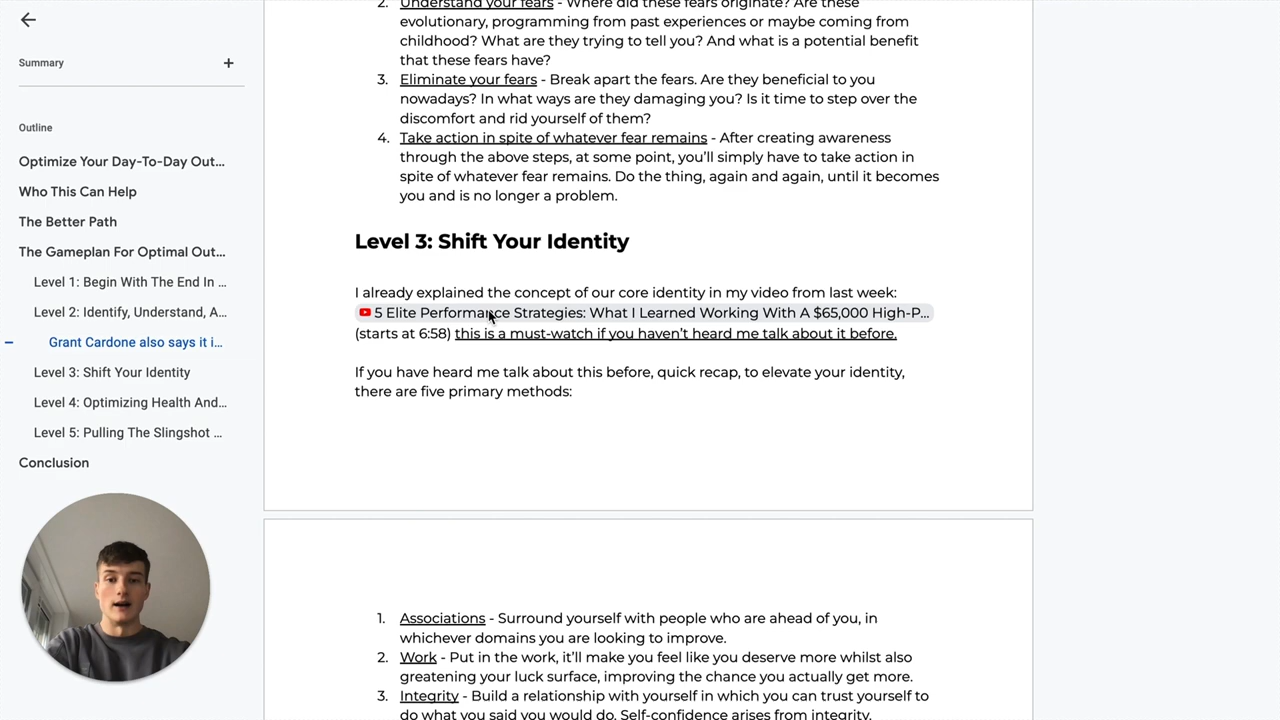 Summary
+
Outline
Optimize Your Day-To-Day Out...
Who This Can Help
The Better Path
The Gameplan For Optimal Out...
Level 1: Begin With The End In ...
Level 2: Identify, Understand, A...
Grant Cardone also says it i...
Level 3: Shift Your Identity
Level 4: Optimizing Health And...
Level 5: Pulling The Slingshot ...
Conclusion
2. Understand your fears - Where did these fears originate? Are these
evolutionary, programming from past experiences or maybe coming from
childhood? What are they trying to tell you? And what is a potential benefit
that these fears have?
3. Eliminate your fears - Break apart the fears. Are they beneficial to you
nowadays? In what ways are they damaging you? Is it time to step over the
discomfort and rid yourself of them?
4. Take action in spite of whatever fear remains - After creating awareness
through the above steps, at some point, you'll simply have to take action in
spite of whatever fear remains. Do the thing, again and again, until it becomes
you and is no longer a problem.
Level 3: Shift Your Identity
I already explained the concept of our core identity in my video from last week:
5 Elite Performance Strategies: What I Learned Working With A $65,000 High-P...
(starts at 6:58) this is a must-watch if you haven't heard me talk about it before.
If you have heard me talk about this before, quick recap, to elevate your identity,
there are five primary methods:
1. Associations - Surround yourself with people who are ahead of you, in
whichever domains you are looking to improve.
2. Work - Put in the work, it'll make you feel like you deserve more whilst also
greatening your luck surface, improving the chance you actually get more.
3. Integrity - Build a relationship with yourself in which you can trust yourself to
do what you said you would do. Self-confidence arises from integrity.